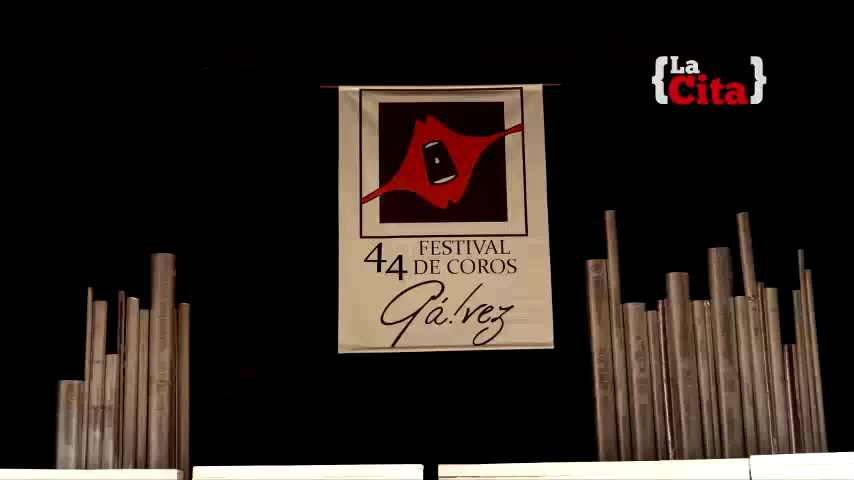 {La
Cita}
44 FESTIVAL
DE COROS
Gá!vez